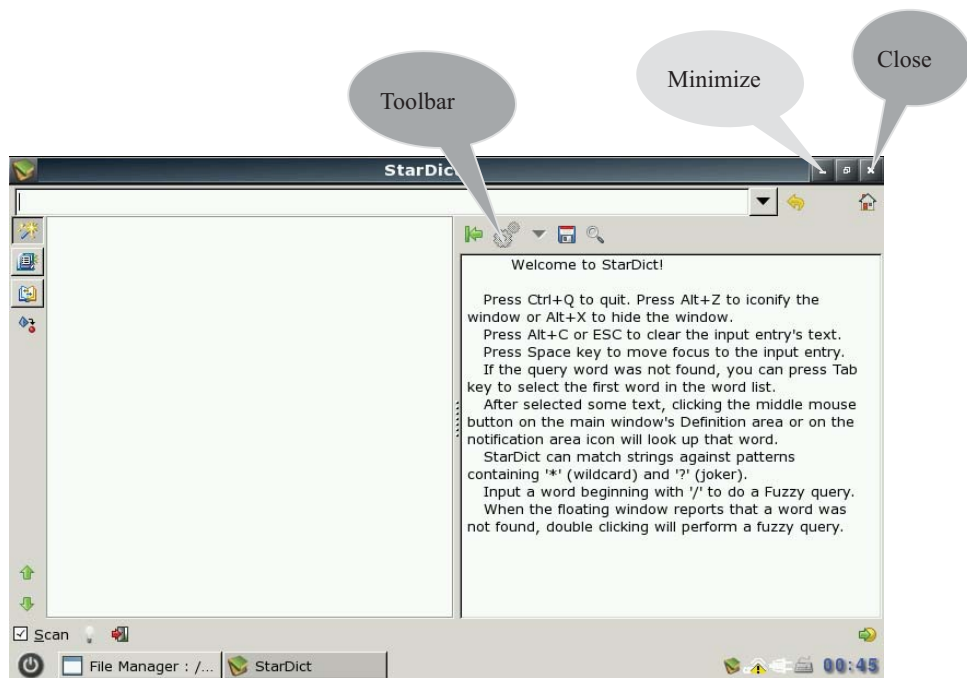 Close
Minimize
Toolbar
StarDic
Welcome to StarDict!
Press Ctrl+Q to quit. Press Alt+Z to iconify the
window or Alt+X to hide the window.
Press Alt+C or ESC to clear the input entry's text.
Press Space key to move focus to the input entry.
If the query word was not found, you can press Tab
key to select the first word in the word list.
After selected some text, clicking the middle mouse
button on the main window's Definition area or on the
notification area icon will look up that word.
StarDict can match strings against patterns
containing '*' (wildcard) and '?' (joker).
Input a word beginning with '/' to do a Fuzzy query.
When the floating window reports that a word was
not found, double clicking will perform a fuzzy query.
Scan
File Manager : /... StarDict 00:45